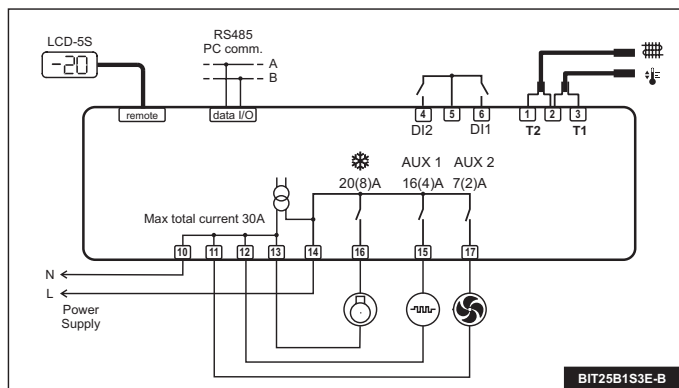 LCD-5S
-20
RS485
PC comm.
A
B
remote
data I/O
4
5
6
1
2
3
DI2
DI1
T2
T1
AUX 1
AUX 2
20(8)A
16(4)A
7(2)A
Max total current 30A
10
11
12
13
14
16
15
17
N
L
Power
Supply
BIT25B1S3E-B